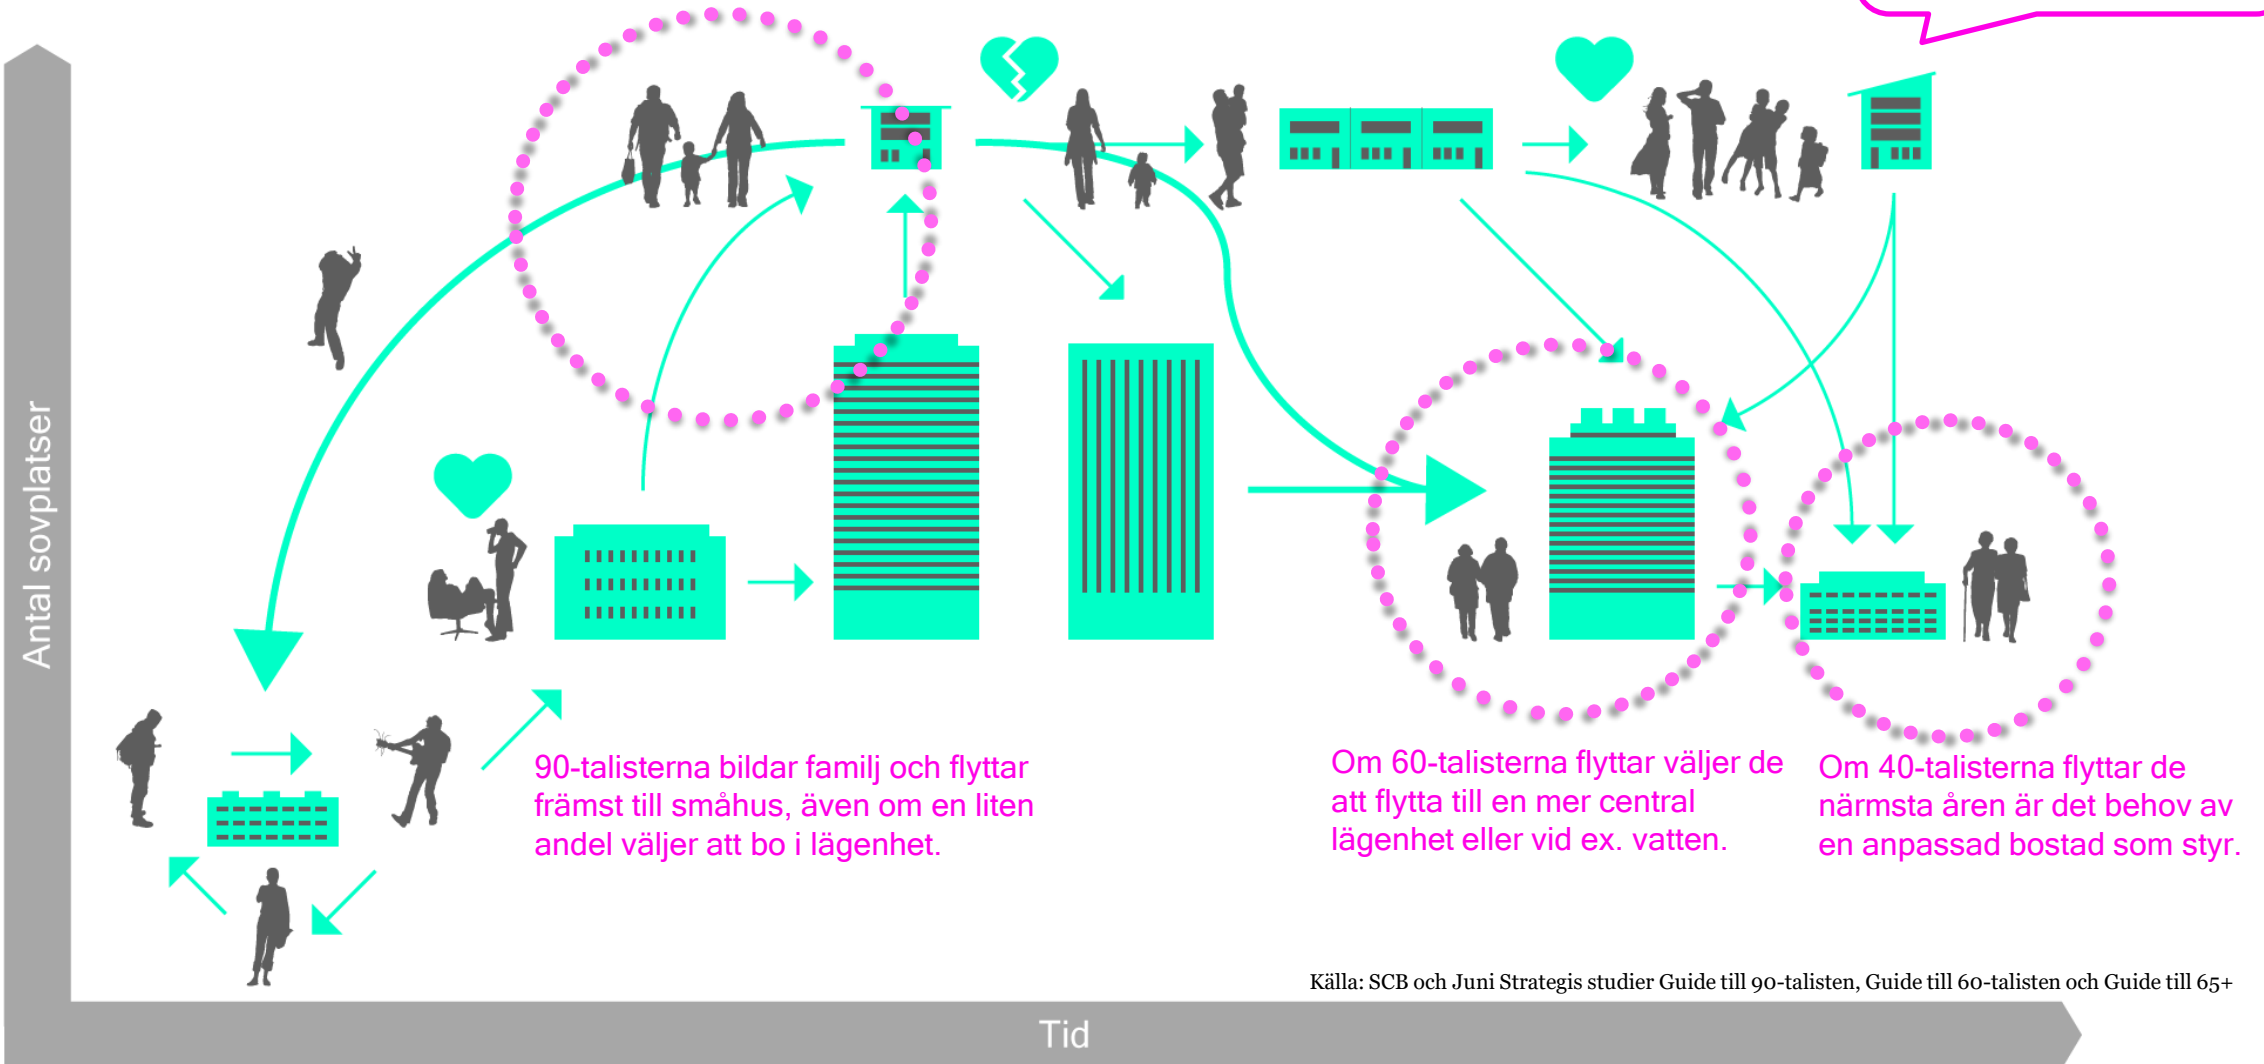 Antal sovplatser
90-talisterna bildar familj och flyttar
främst till småhus, även om en liten
andel väljer att bo i lägenhet.
Om 60-talisterna flyttar väljer de
att flytta till en mer central
lägenhet eller vid ex. vatten.
Om 40-talisterna flyttar de
närmsta åren är det behov av
en anpassad bostad som styr.
Källa: SCB och Juni Strategis studier Guide till 90-talisten, Guide till 60-talisten och Guide till 65+
Tid